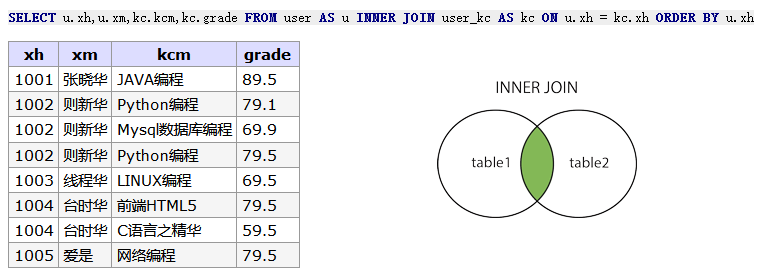 SELECT u.xh,u.xm,kc.kcm,kc.grade FROM user AS u INNER JOIN user_kc AS kc ON u.xh = kc.xh ORDER BY u.xh
xh xm kcm grade
1001 张晓华 JAVA编程 89.5
1002 则新华 Python编程 79.1
1002 则新华 Mysql数据库编程 69.9
1002 则新华 Python编程 79.5
1003 线程华 LINUX编程 69.5
1004 台时华 前端HTML5 79.5
1004 台时华 C语言之精华 59.5
1005 爱是 网络编程 79.5
INNER JOIN
table1 table2